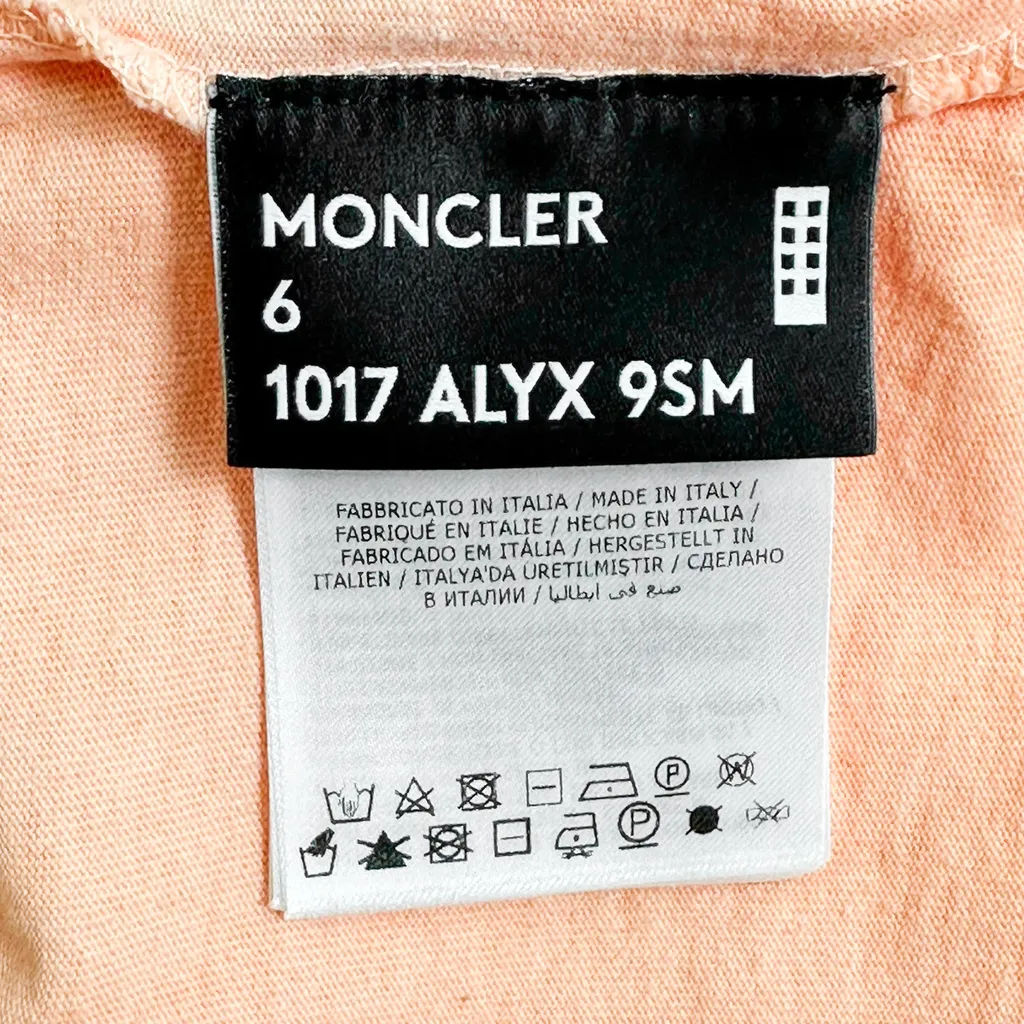 MONCLER
6
1017 ALYX 9SM
FABBRICATO IN ITALIA / MADE IN ITALY /
FABRIQUÉ EN ITALIE / HECHO EN ITALIA /
FABRICADO EM ITÁLIA / HERGESTELLT IN
ITALIEN / ITALYA'DA ÜRETILMIŞTIR / СДЕЛАНО
В ИТАЛИИ / صنع في ايطاليا
P W
P